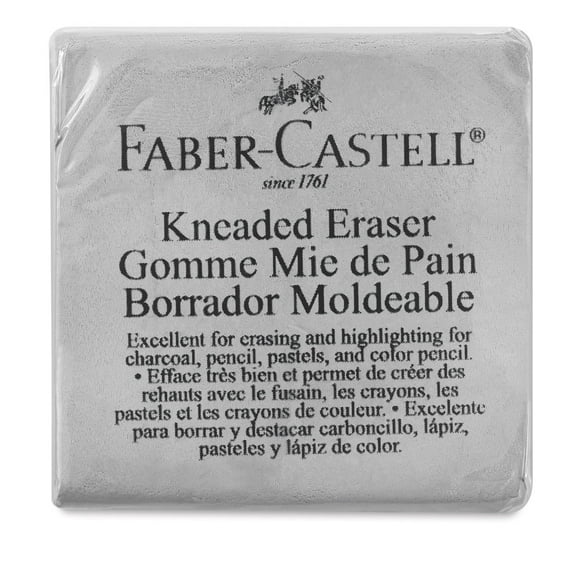 FABER-CASTELL®
since 1761
Kneaded Eraser
Gomme Mie de Pain
Borrador Moldeable
Excellent for erasing and highlighting for
charcoal, pencil, pastels, and color pencil.
• Efface très bien et permet de créer des
rehauts avec le fusain, les crayons, les
pastels et les crayons de couleur. • Excelente
para borrar y destacar carboncillo, lápiz,
pasteles y lápiz de color.